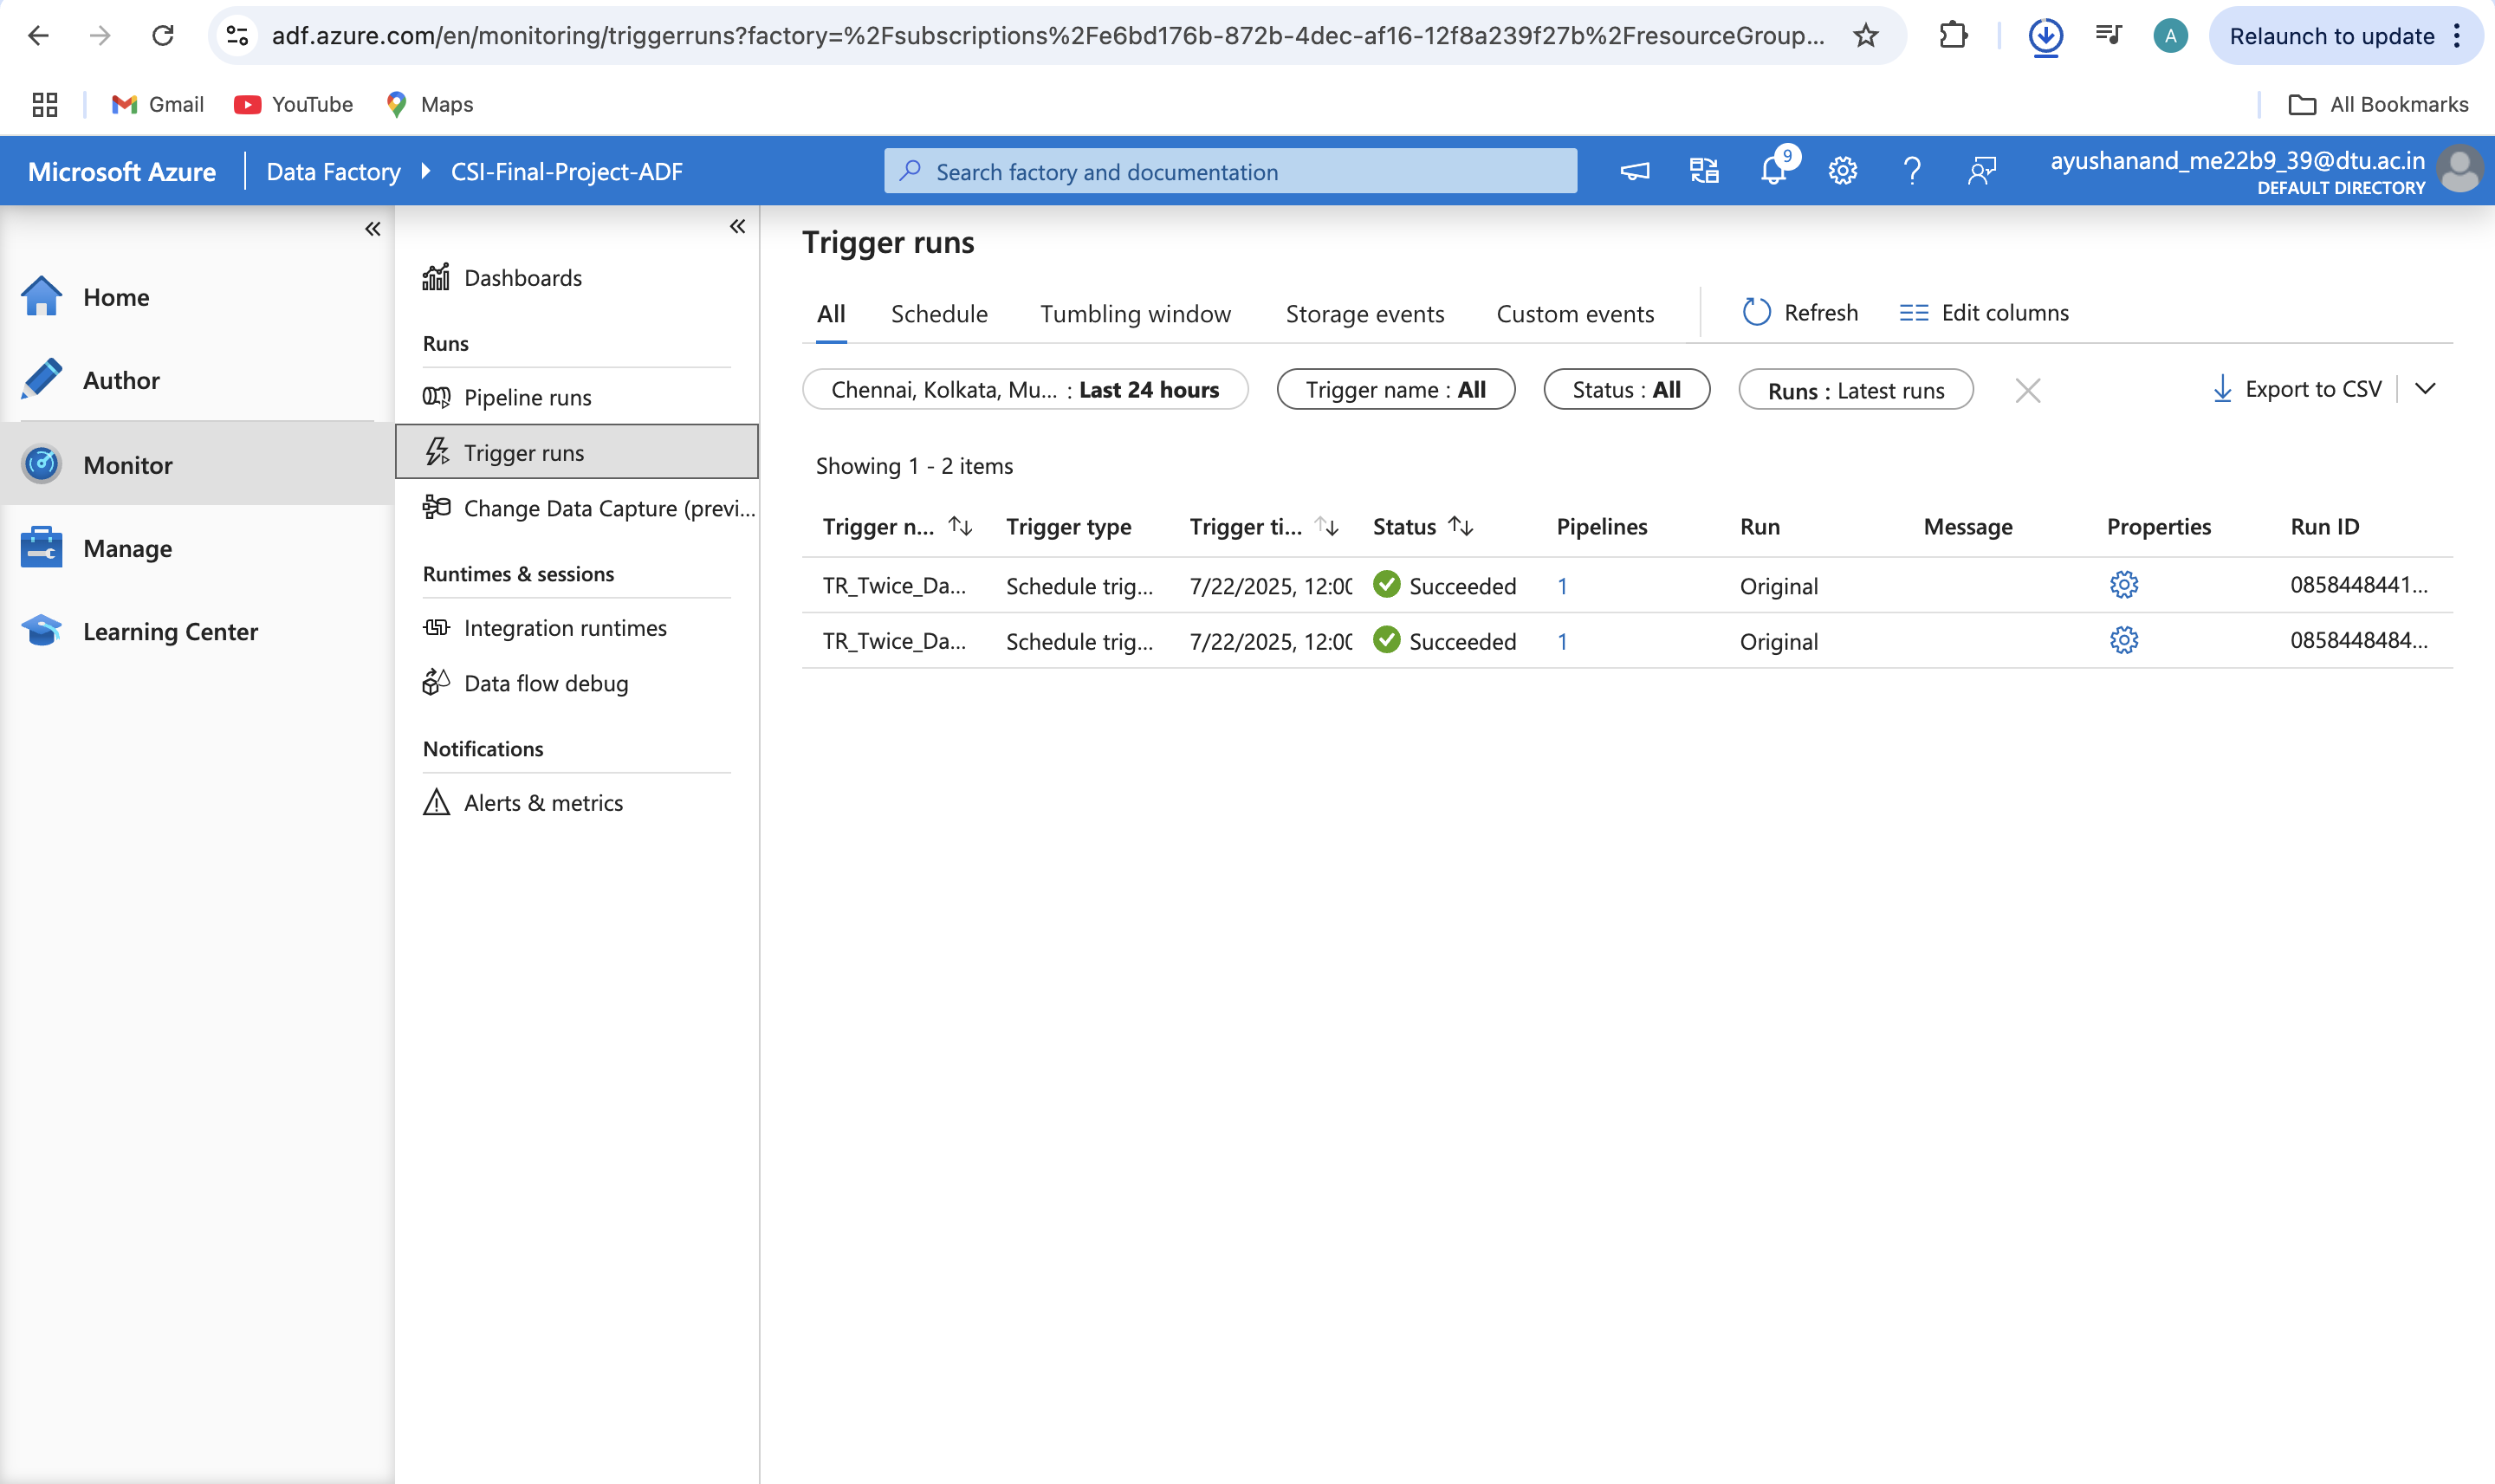 adf.azure.com/en/monitoring/triggerruns?factory=%2Fsubscriptions%2Fe6bd176b-872b-4dec-af16-12f8a239f27b%2FresourceGroup...
A
Relaunch to update
Gmail
YouTube
Maps
All Bookmarks
Microsoft Azure
Data Factory
CSI-Final-Project-ADF
Search factory and documentation
9
ayushanand_me22b9_39@dtu.ac.in
DEFAULT DIRECTORY
Home
Author
Monitor
Manage
Learning Center
Dashboards
Runs
Pipeline runs
Trigger runs
Change Data Capture (previ...
Runtimes & sessions
Integration runtimes
Data flow debug
Notifications
Alerts & metrics
Trigger runs
All Schedule Tumbling window Storage events Custom events Refresh Edit columns
Chennai, Kolkata, Mu... : Last 24 hours Trigger name : All Status : All Runs : Latest runs Export to CSV
Showing 1 - 2 items
Trigger n... Trigger type Trigger ti... Status Pipelines Run Message Properties Run ID
TR_Twice_Da... Schedule trig... 7/22/2025, 12:00 Succeeded 1 Original 0858448441...
TR_Twice_Da... Schedule trig... 7/22/2025, 12:00 Succeeded 1 Original 0858448484...